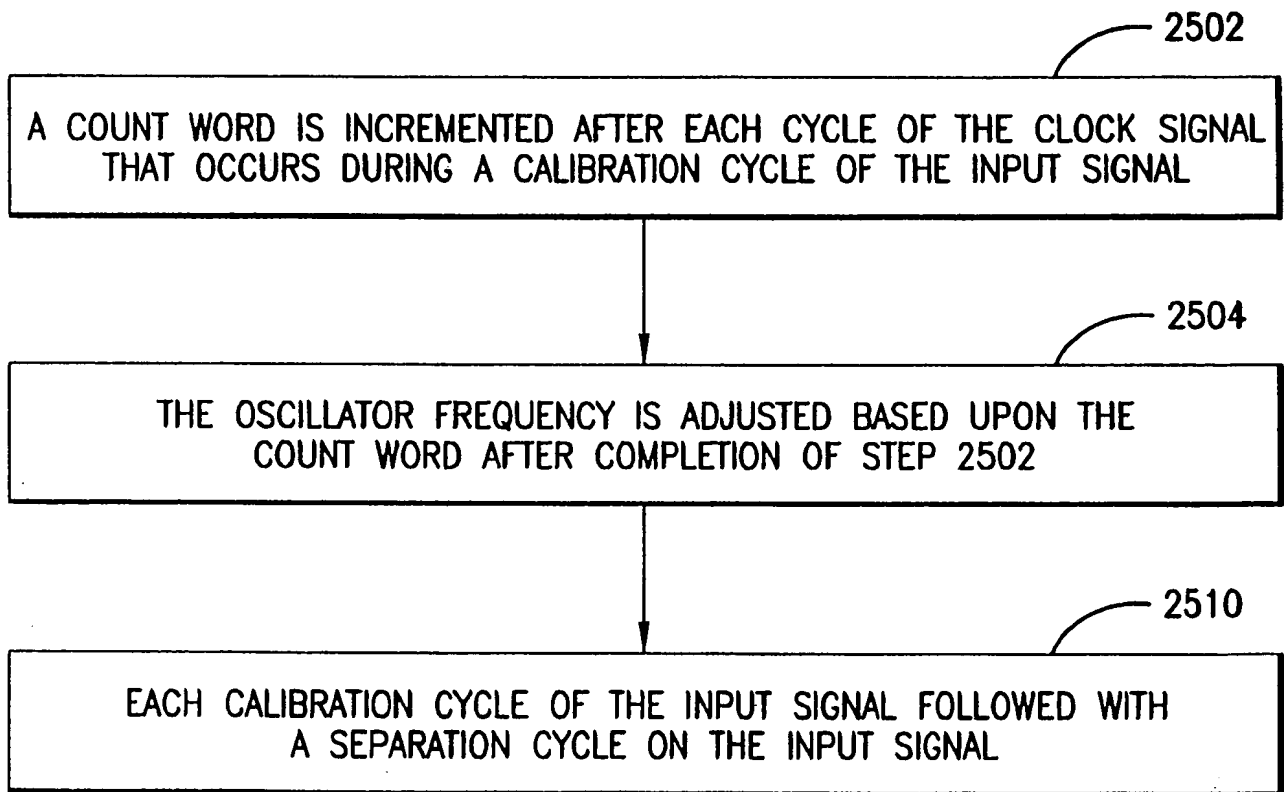 2502
A COUNT WORD IS INCREMENTED AFTER EACH CYCLE OF THE CLOCK SIGNAL
THAT OCCURS DURING A CALIBRATION CYCLE OF THE INPUT SIGNAL
2504
THE OSCILLATOR FREQUENCY IS ADJUSTED BASED UPON THE
COUNT WORD AFTER COMPLETION OF STEP 2502
2510
EACH CALIBRATION CYCLE OF THE INPUT SIGNAL FOLLOWED WITH
A SEPARATION CYCLE ON THE INPUT SIGNAL